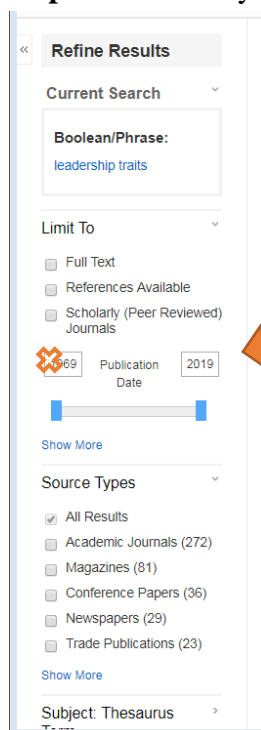 «
Refine Results
Current Search
Boolean/Phrase:
leadership traits
Limit To
Full Text
References Available
Scholarly (Peer Reviewed)
Journals
Publication
Date
2019
Show More
Source Types
All Results
Academic Journals (272)
Magazines (81)
Conference Papers (36)
Newspapers (29)
Trade Publications (23)
Show More
Subject: Thesaurus
Term